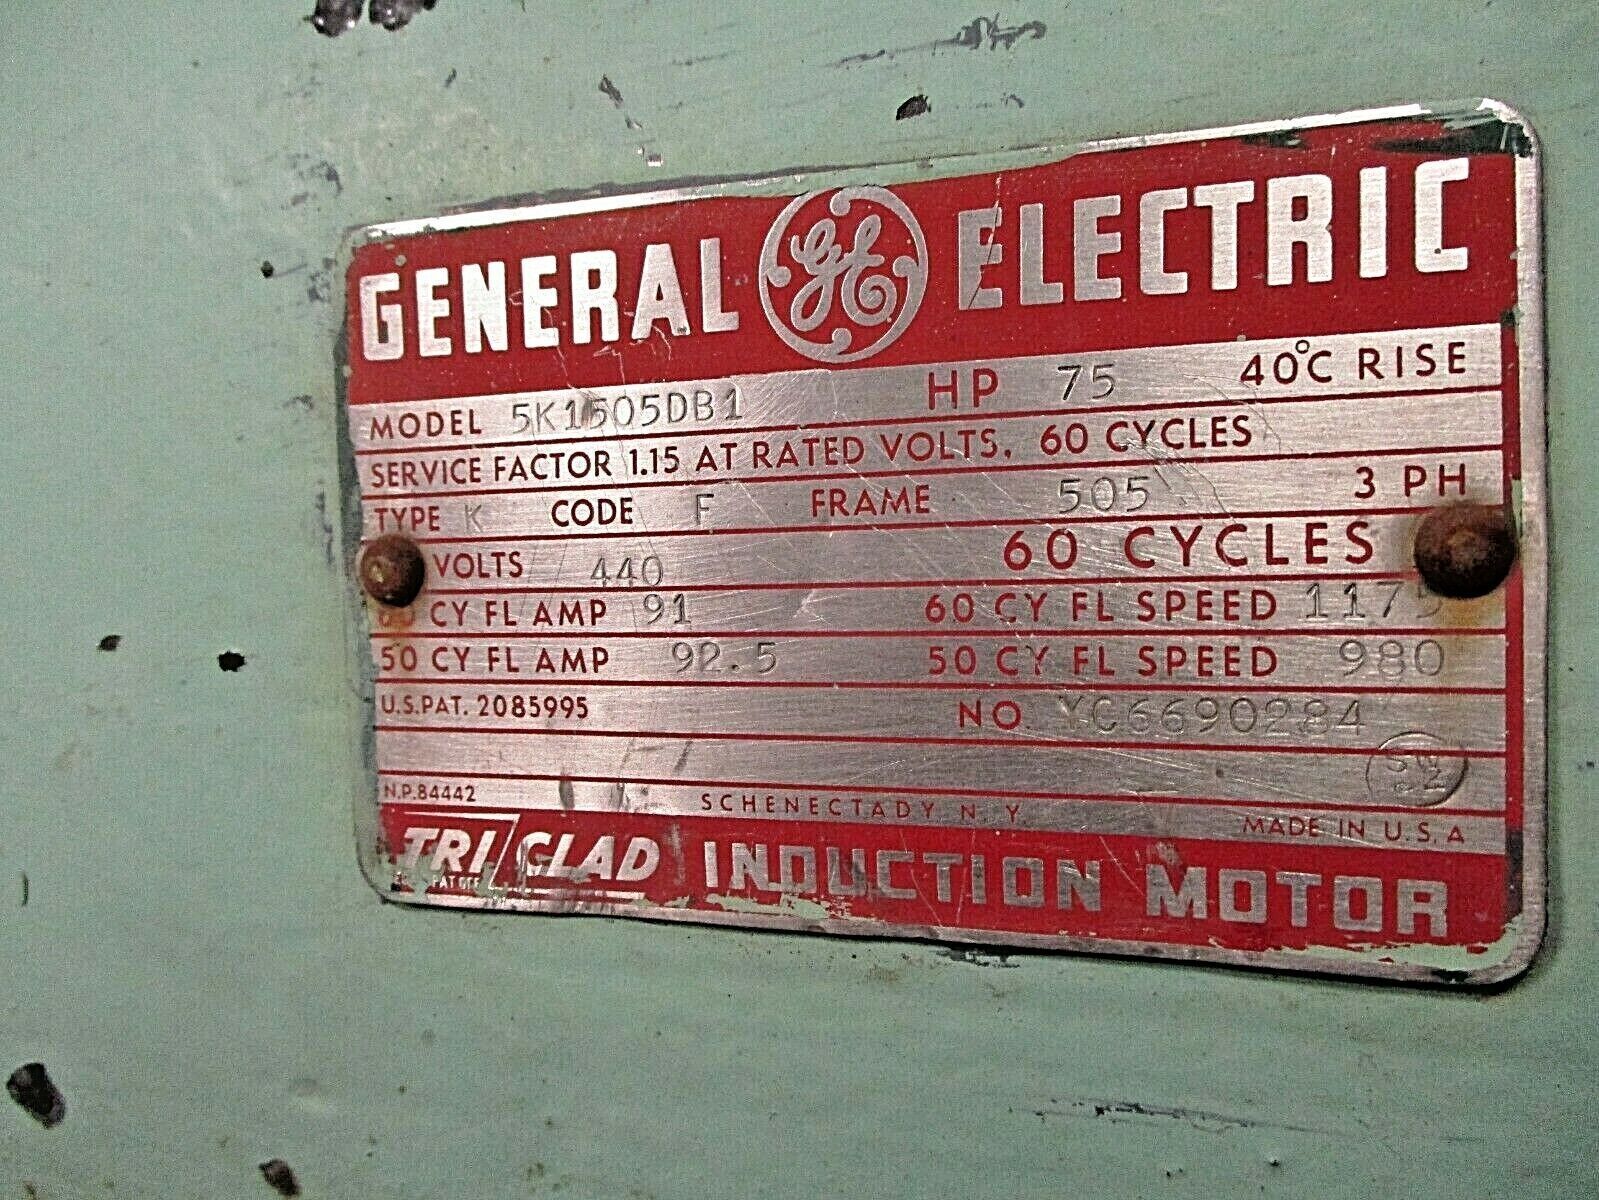 GENERAL GE ELECTRIC
MODEL 5K1505DB1 HP 75 40°C RISE
SERVICE FACTOR 1.15 AT RATED VOLTS, 60 CYCLES
TYPE K CODE F FRAME 505 3 PH
VOLTS 440 60 CYCLES
60 CY FL AMP 91 60 CY FL SPEED 1175
50 CY FL AMP 92.5 50 CY FL SPEED 980
U.S.PAT. 2085995 NO. YC6690284
N.P.84442 SCHENECTADY N.Y. MADE IN U.S.A
TRI/CLAD INDUCTION MOTOR